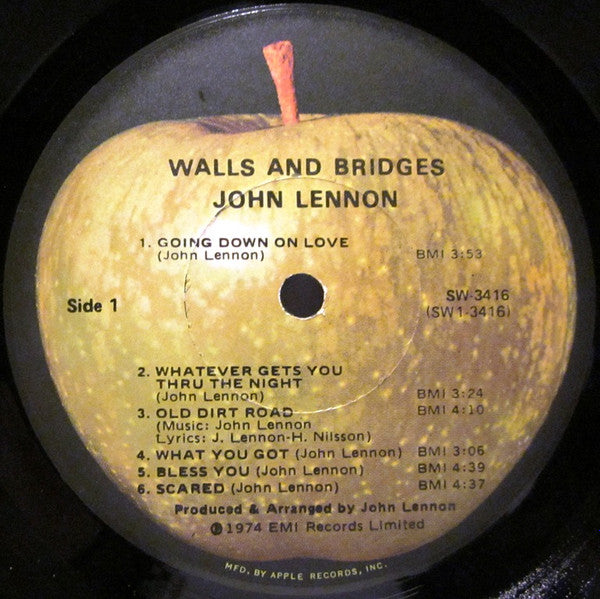 WALLS AND BRIDGES
JOHN LENNON
1. GOING DOWN ON LOVE
(John Lennon) BMI 3:53
Side 1
SW-3416
(SW1-3416)
2. WHATEVER GETS YOU
THRU THE NIGHT
(John Lennon) BMI 3:24
3. OLD DIRT ROAD BMI 4:10
(Music: John Lennon
Lyrics: J. Lennon-H. Nilsson)
4. WHAT YOU GOT (John Lennon) BMI 3:06
5. BLESS YOU (John Lennon) BMI 4:39
6. SCARED (John Lennon) BMI 4:37
Produced & Arranged by John Lennon
℗ 1974 EMI Records Limited
MFD. BY APPLE RECORDS, INC.